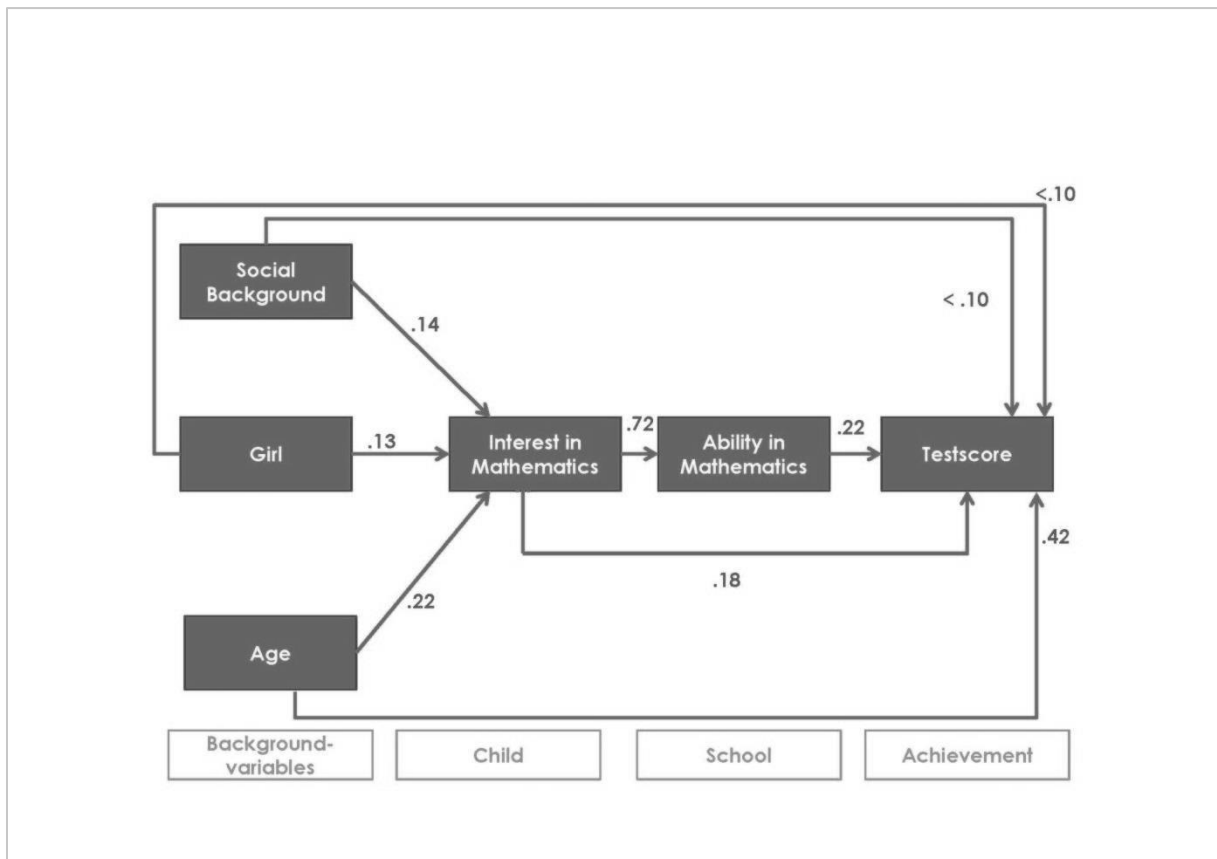 <.10
Social
Background
< .10
.14
Girl
.13
Interest in
Mathematics
.72
Ability in
Mathematics
.22
Testscore
.42
.18
.22
Age
Background-
variables
Child
School
Achievement